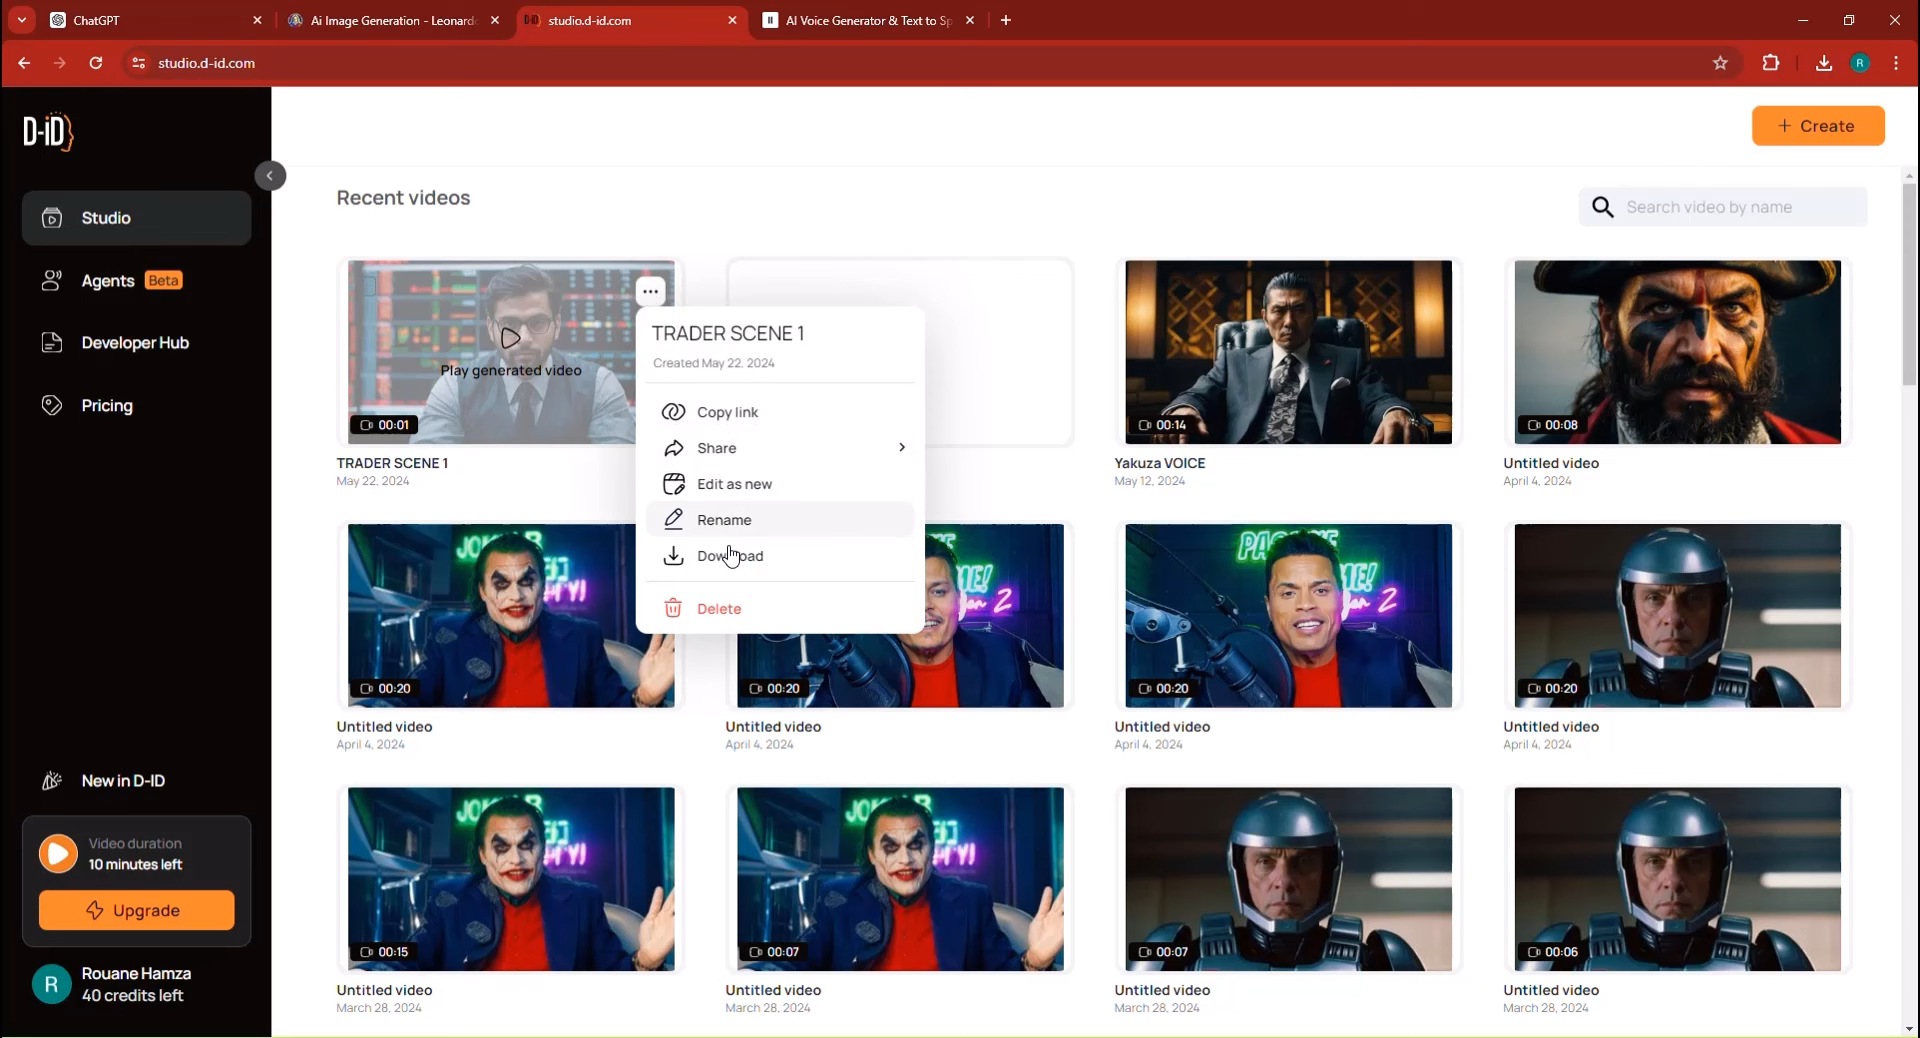 ChatGPT
Ai Image Generation - Leonard
studio.d-id.com
AI Voice Generator & Text to Sp
studio.d-id.com
R
D-iD
+ Create
Studio
Agents Beta
Developer Hub
Pricing
Recent videos
Search video by name
Play generated video
00:01
TRADER SCENE 1
May 22, 2024
TRADER SCENE 1
Created May 22, 2024
Copy link
Share
Edit as new
Rename
Delete
00:14
Yakuza VOICE
May 12, 2024
00:08
Untitled video
April 4, 2024
00:20
Untitled video
April 4, 2024
00:20
Untitled video
April 4, 2024
00:20
Untitled video
April 4, 2024
00:20
Untitled video
April 4, 2024
00:15
Untitled video
March 28, 2024
00:07
Untitled video
March 28, 2024
00:07
Untitled video
March 28, 2024
00:06
Untitled video
March 28, 2024
New in D-ID
Video duration
10 minutes left
Upgrade
R
Rouane Hamza
40 credits left